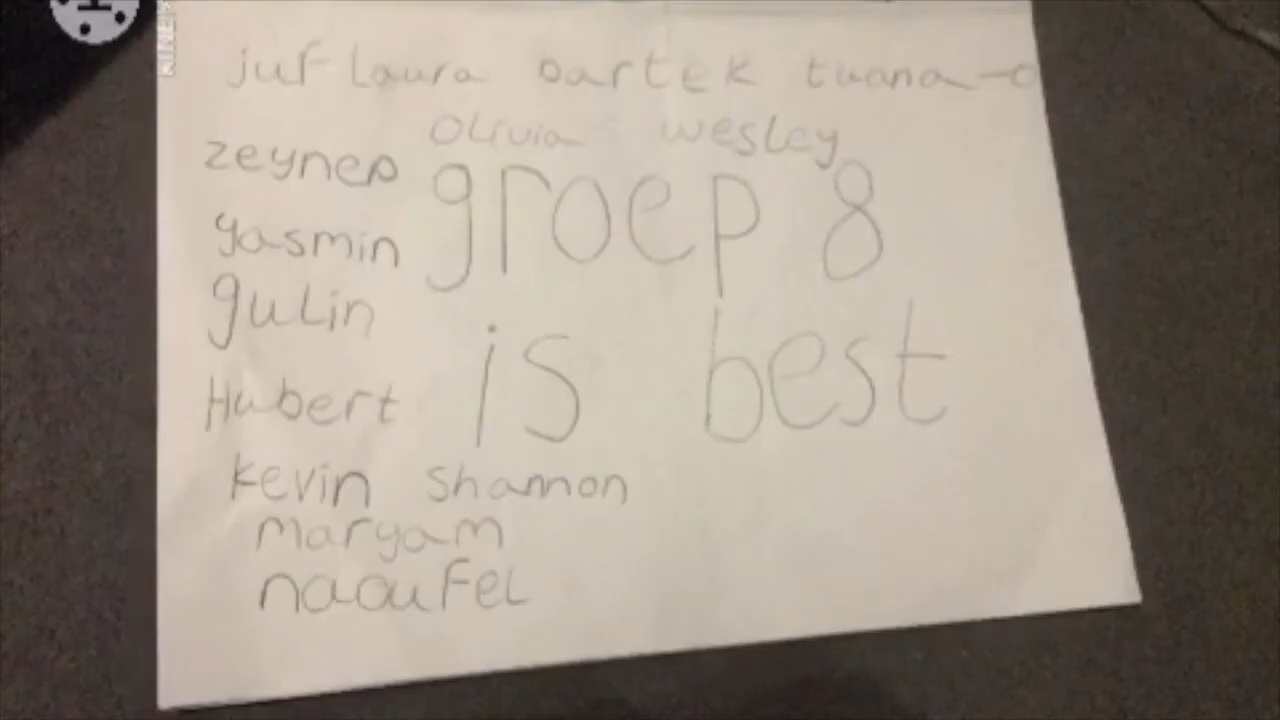 juf laura bartek tuana
olivia wesley
zeynep
groep 8
yasmin
gulin
is best
Hubert
kevin shannon
maryam
naoufel